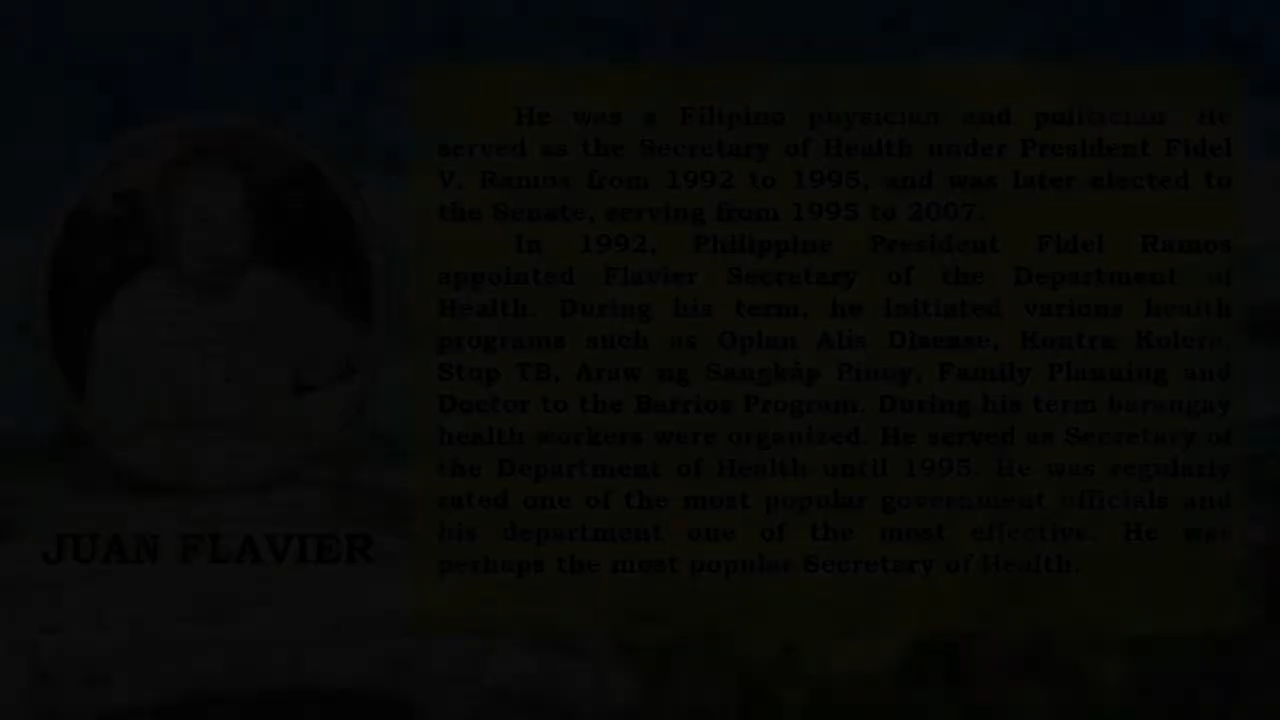 He was a Filipino physician and politician. He
served as the Secretary of Health under President Fidel
V. Ramos from 1992 to 1995, and was later elected to
the Senate, serving from 1995 to 2007.
In 1992, Philippine President Fidel Ramos
appointed Flavier Secretary of the Department of
Health. During his term, he initiated various health
programs such as Oplan Alis Disease, Kontra Kolera,
Stop TB, Araw ng Sangkap Pinoy, Family Planning and
Doctor to the Barrios Program. During his term barangay
health workers were organized. He served as Secretary of
the Department of Health until 1995. He was regularly
rated one of the most popular government officials and
his department one of the most effective. He was
perhaps the most popular Secretary of Health.
JUAN FLAVIER